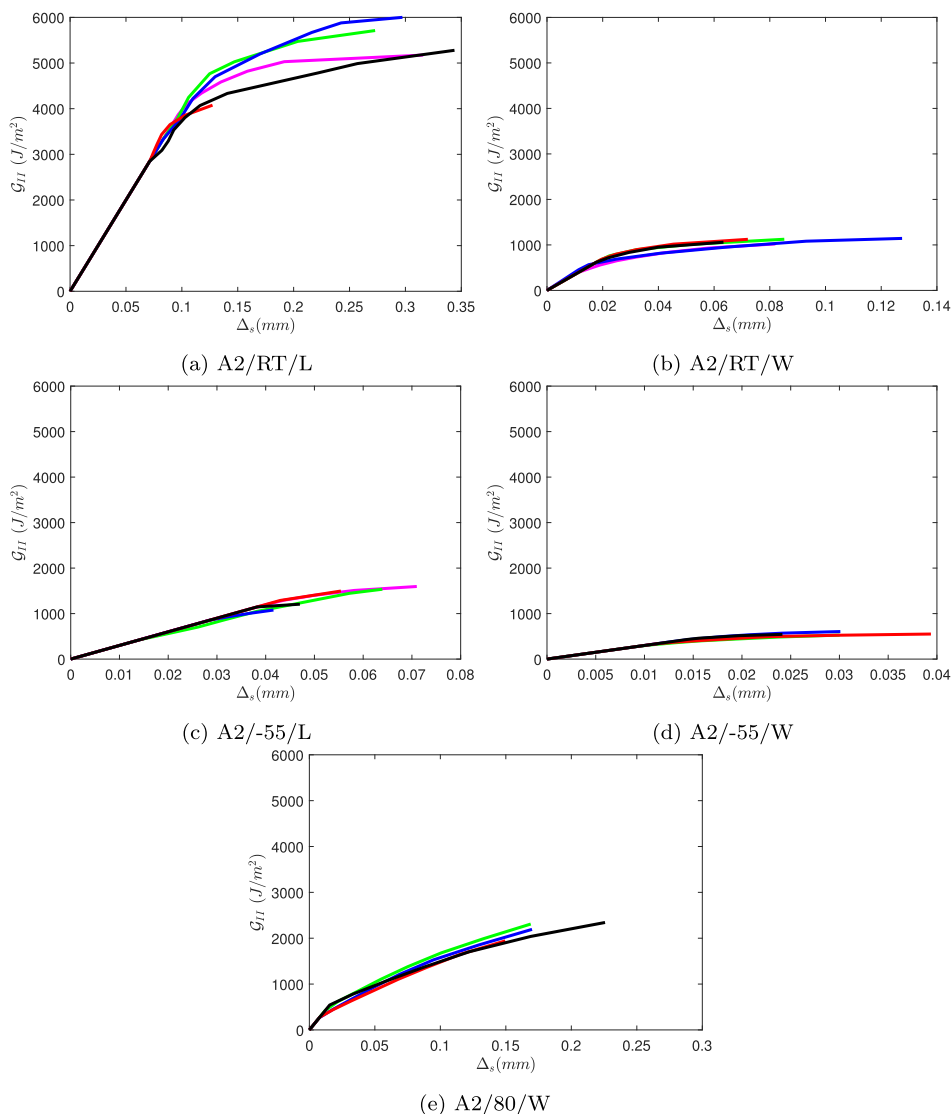 6000
5000
4000
3000
2000
1000
0
𝒢II (J/m²)
0 0.05 0.1 0.15 0.2 0.25 0.3 0.35
Δs(mm)
(a) A2/RT/L
6000
5000
4000
3000
2000
1000
0
𝒢II (J/m²)
0 0.02 0.04 0.06 0.08 0.1 0.12 0.14
Δs(mm)
(b) A2/RT/W
6000
5000
4000
3000
2000
1000
0
𝒢II (J/m²)
0 0.01 0.02 0.03 0.04 0.05 0.06 0.07 0.08
Δs(mm)
(c) A2/-55/L
6000
5000
4000
3000
2000
1000
0
𝒢II (J/m²)
0 0.005 0.01 0.015 0.02 0.025 0.03 0.035 0.04
Δs(mm)
(d) A2/-55/W
6000
5000
4000
3000
2000
1000
0
𝒢II (J/m²)
0 0.05 0.1 0.15 0.2 0.25 0.3
Δs(mm)
(e) A2/80/W